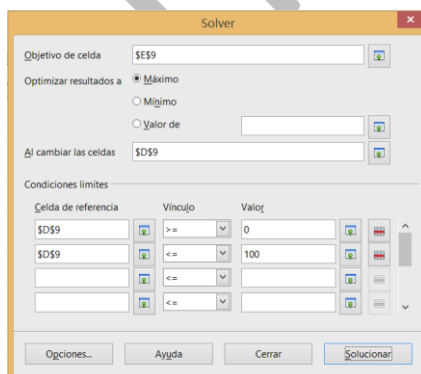 Solver
×
Objetivo de celda $E$9
Optimizar resultados a Máximo
Mínimo
Valor de
Al cambiar las celdas $D$9
Condiciones límites
Celda de referencia Vínculo Valor
$D$9 >= 0
$D$9 <= 100
<=
<=
Opciones... Ayuda Cerrar Solucionar